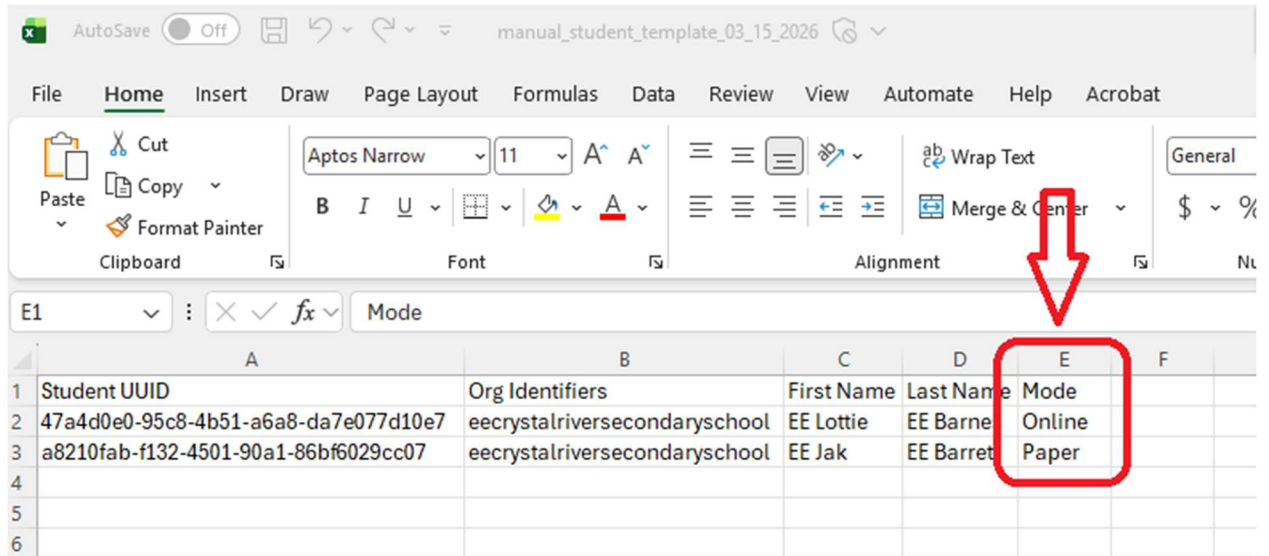 AutoSave Off manual_student_template_03_15_2026
File Home Insert Draw Page Layout Formulas Data Review View Automate Help Acrobat
Paste
Cut
Copy
Format Painter
Clipboard
Aptos Narrow 11 A A
B I U A
Font
ab Wrap Text
Merge & Center
Alignment
General
$ %
E1 fx Mode
A B C D E F
1 Student UUID Org Identifiers First Name Last Name Mode
2 47a4d0e0-95c8-4b51-a6a8-da7e077d10e7 eecrystalriversecondaryschool EE Lottie EE Barne Online
3 a8210fab-f132-4501-90a1-86bf6029cc07 eecrystalriversecondaryschool EE Jak EE Barret Paper
4
5
6